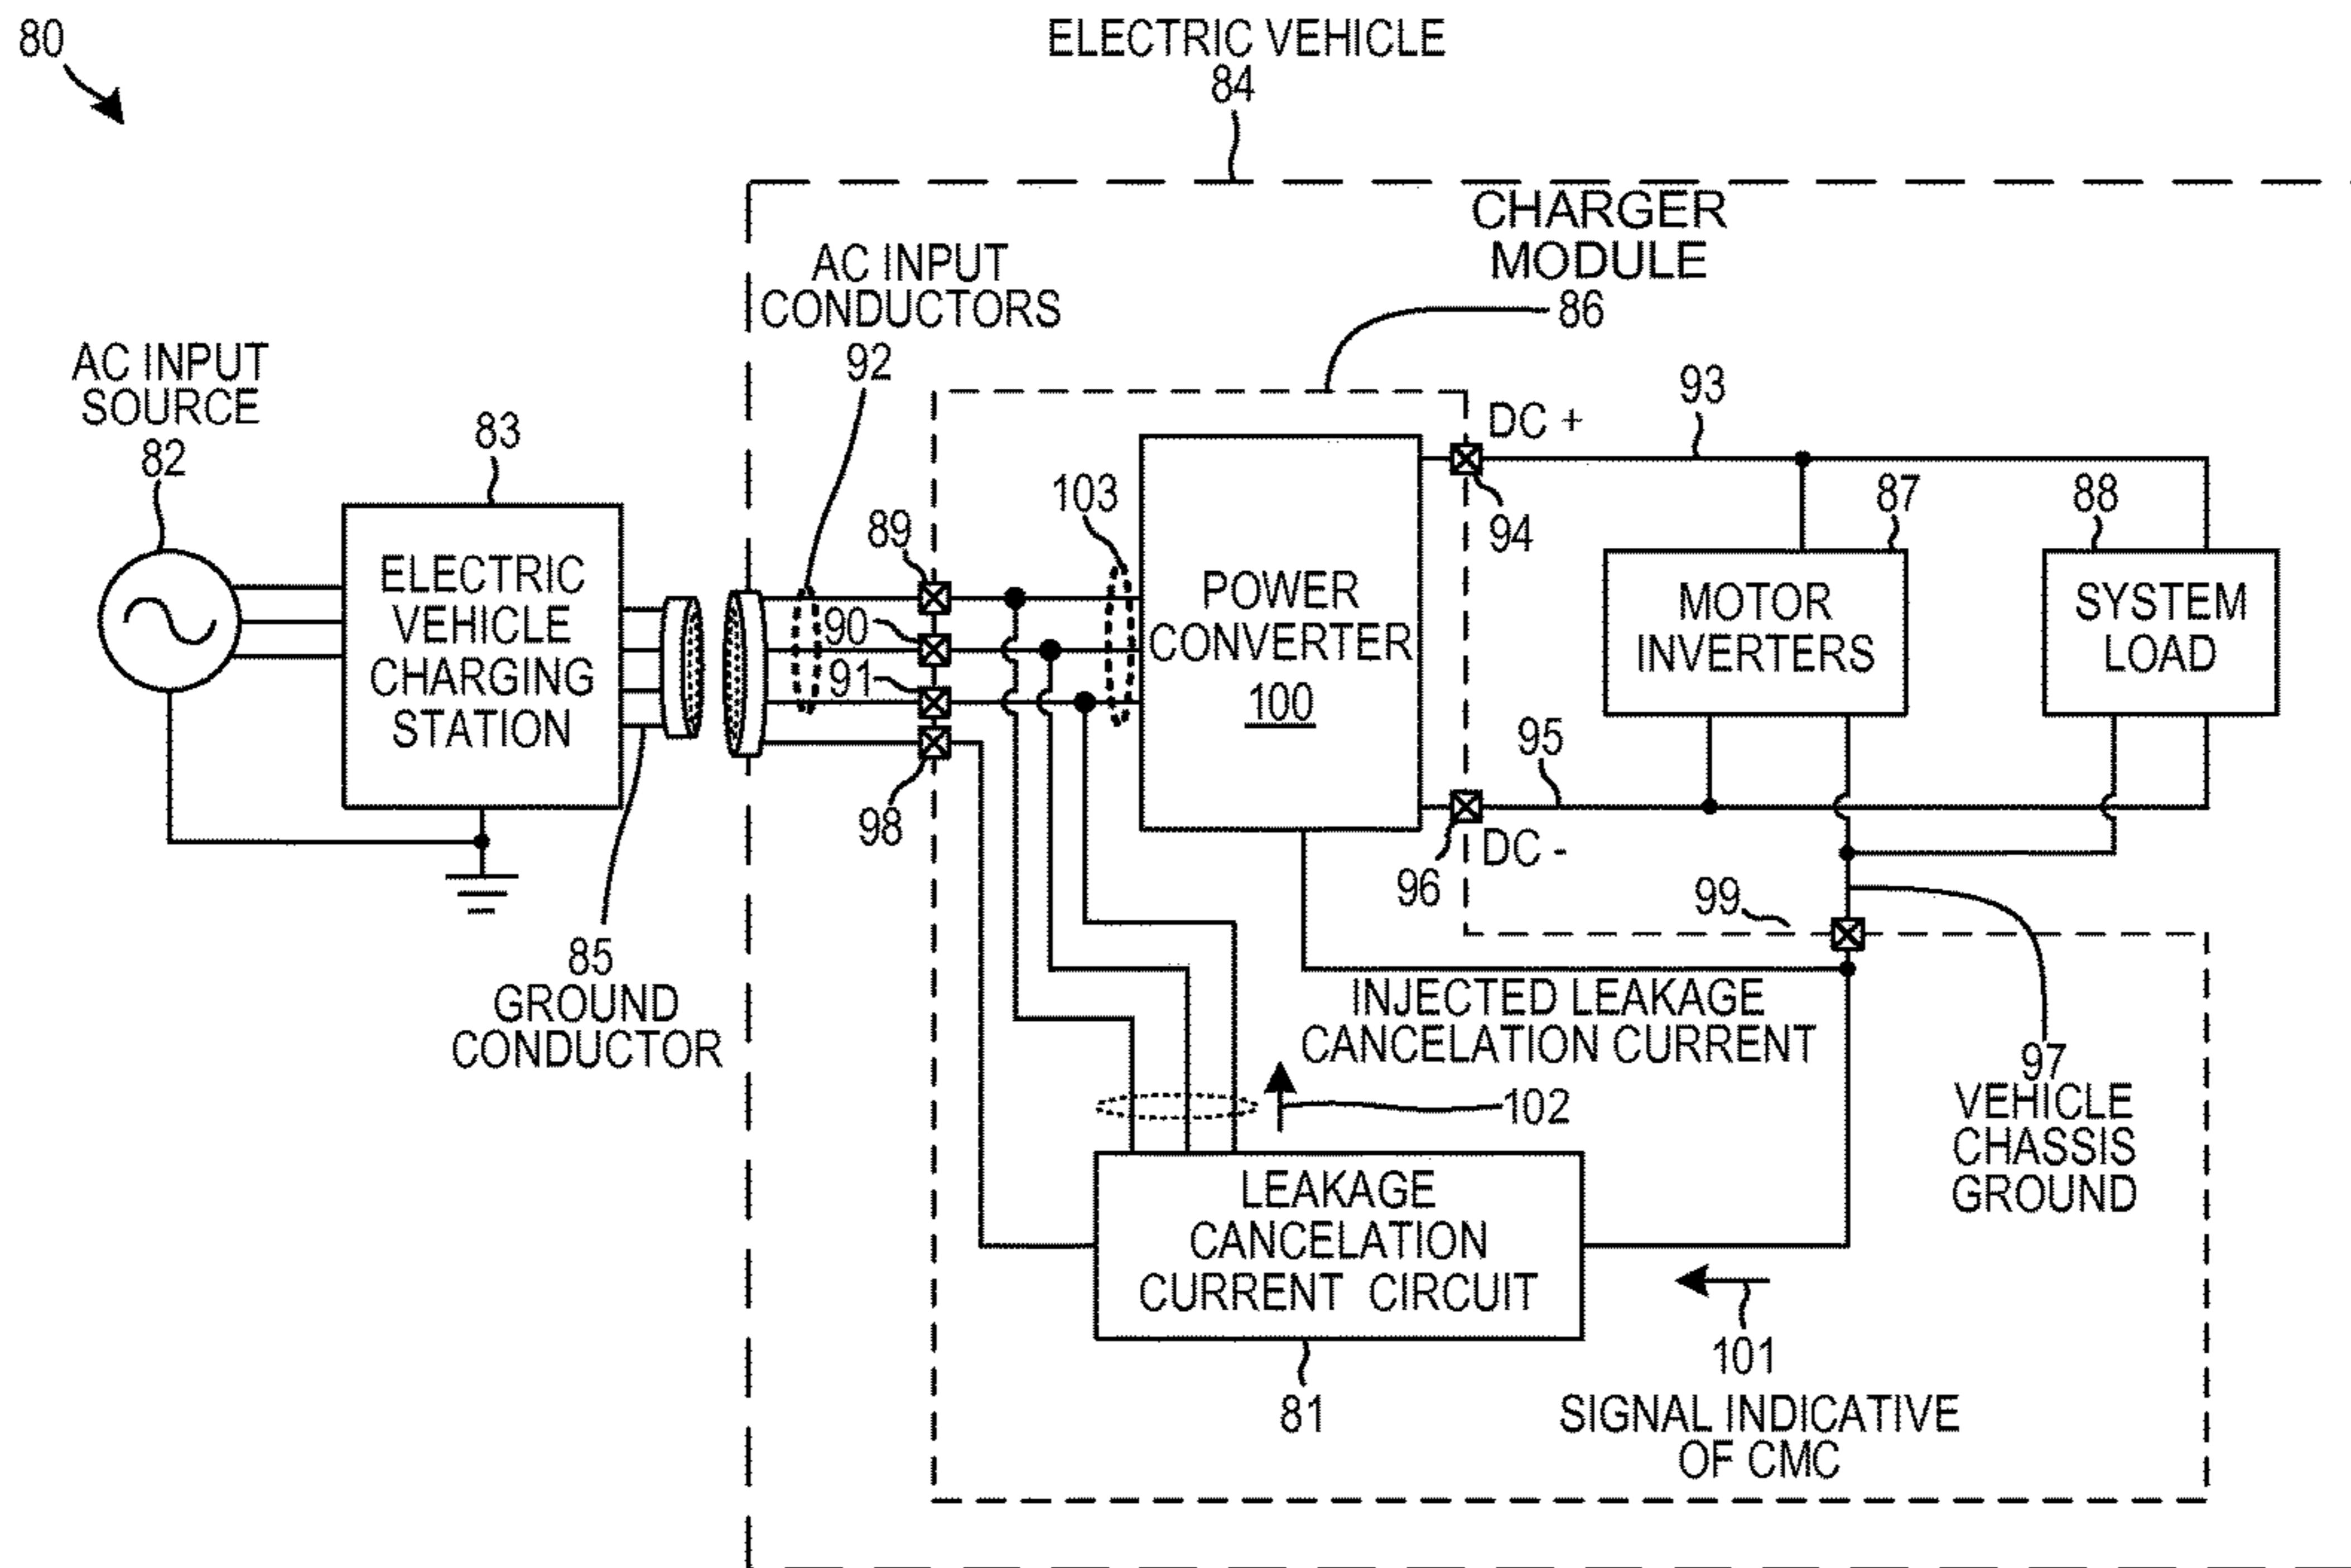 80
ELECTRIC VEHICLE
84
CHARGER
MODULE
86
AC INPUT
CONDUCTORS
92
AC INPUT
SOURCE
82
83
ELECTRIC
VEHICLE
CHARGING
STATION
85
GROUND
CONDUCTOR
89
90
91
98
103
POWER
CONVERTER
100
DC +
94
93
87
MOTOR
INVERTERS
88
SYSTEM
LOAD
95
96
DC -
99
97
VEHICLE
CHASSIS
GROUND
INJECTED LEAKAGE
CANCELATION CURRENT
102
LEAKAGE
CANCELATION
CURRENT CIRCUIT
81
101
SIGNAL INDICATIVE
OF CMC